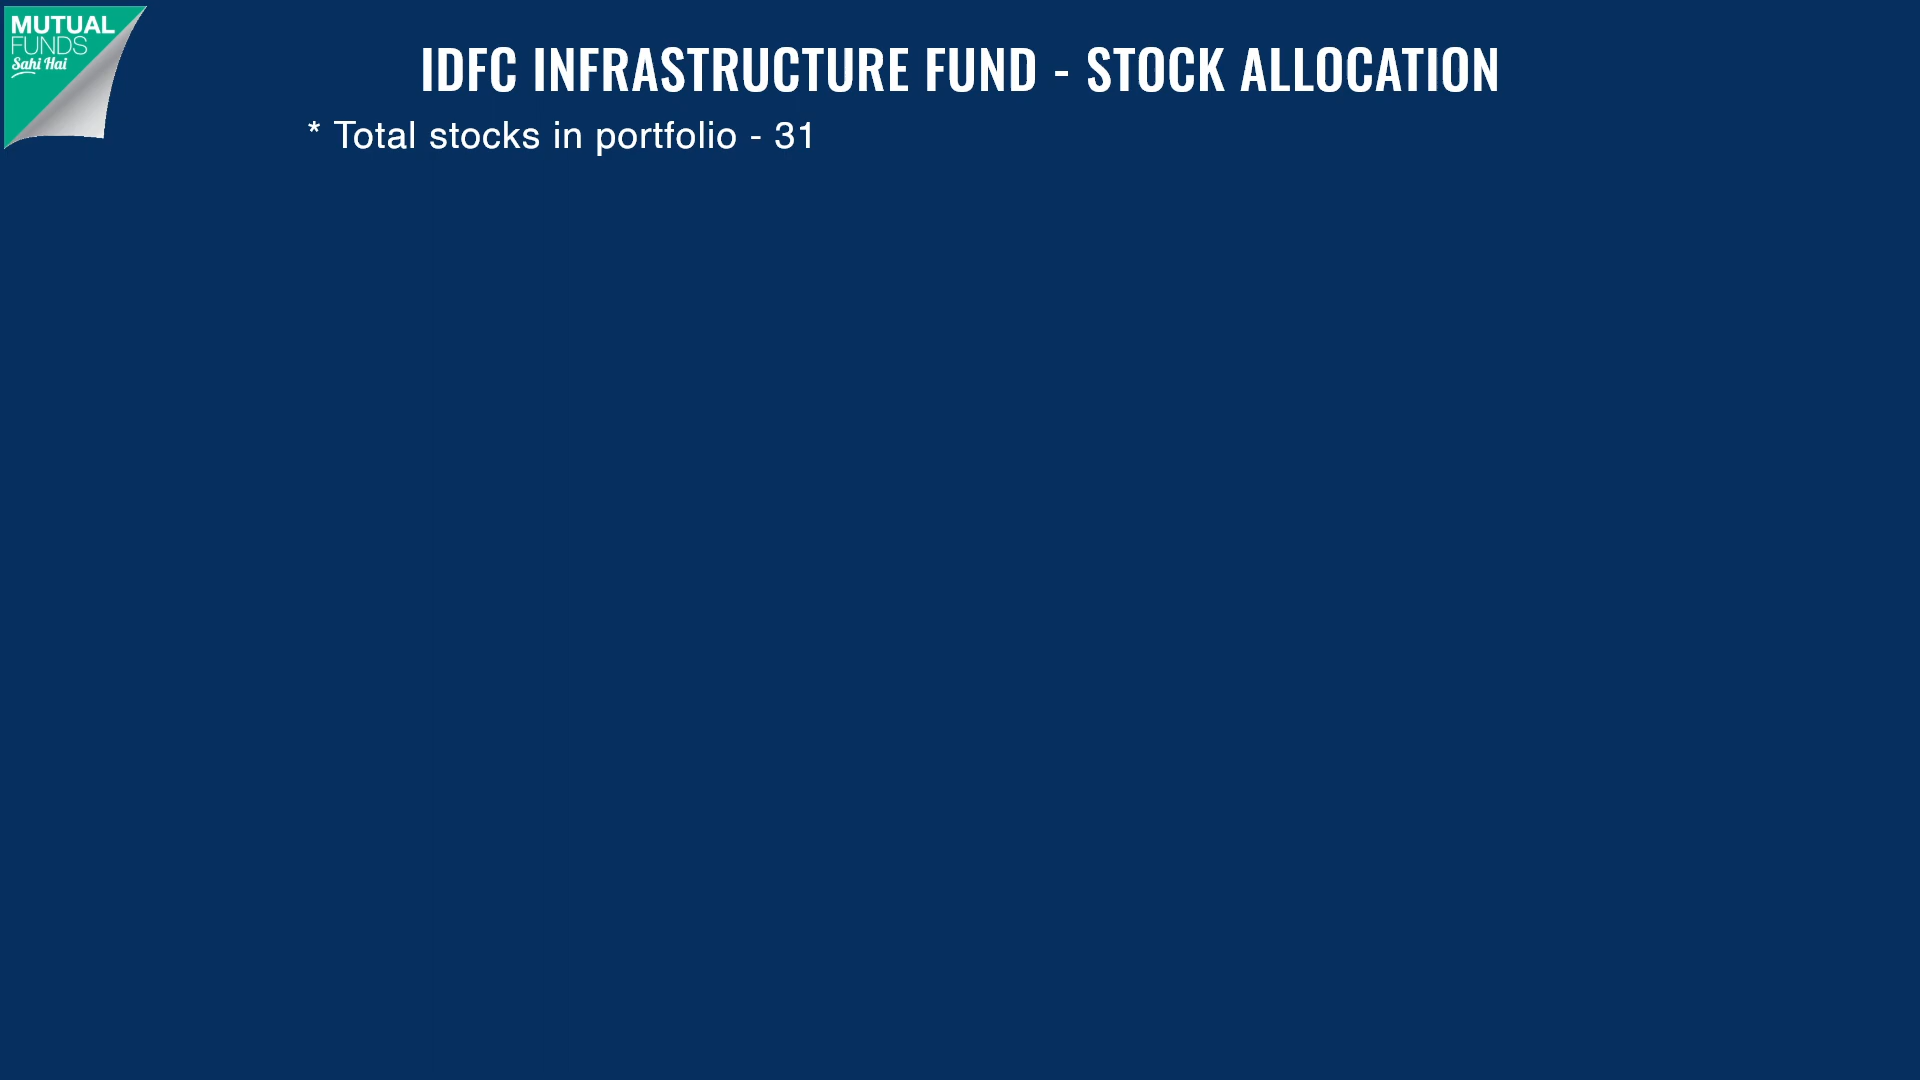 MUTUAL
FUNDS
Sahi Hai
IDFC INFRASTRUCTURE FUND - STOCK ALLOCATION
* Total stocks in portfolio - 31